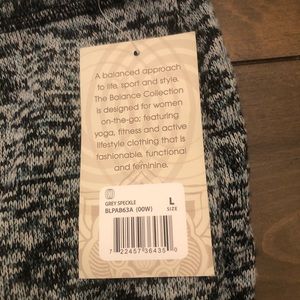 A balanced approach
to life, sport and style.
The Balance Collection
is designed for women
on-the-go; featuring
yoga, fitness and active
lifestyle clothing that is
fashionable, functional
and feminine.
GREY:SPECKLE
BLPAB63A (00W)
L
SIZE
7 22457 36435 0